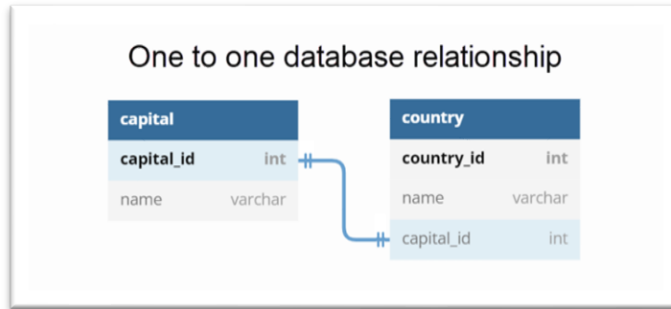 One to one database relationship
capital
capital_id int
name varchar
country
country_id int
name varchar
capital_id int